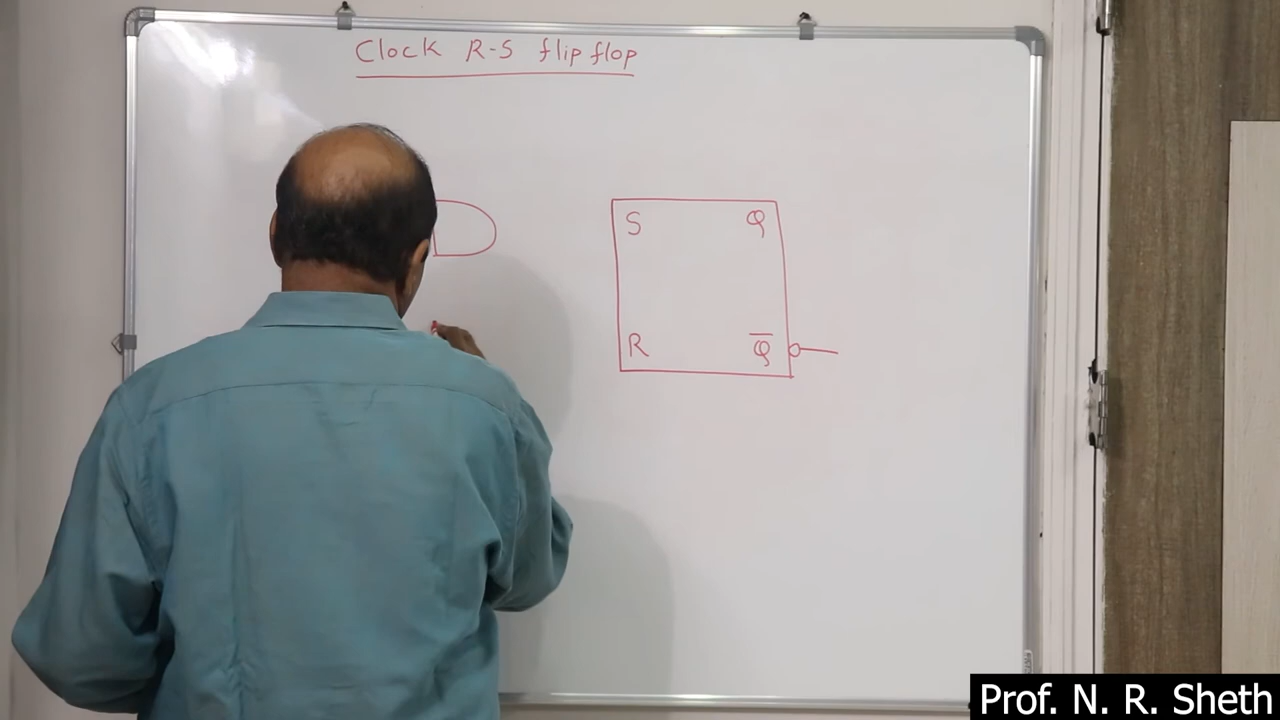 Clock R-S flip flop
S Q
R Q̅
Prof. N. R. Sheth